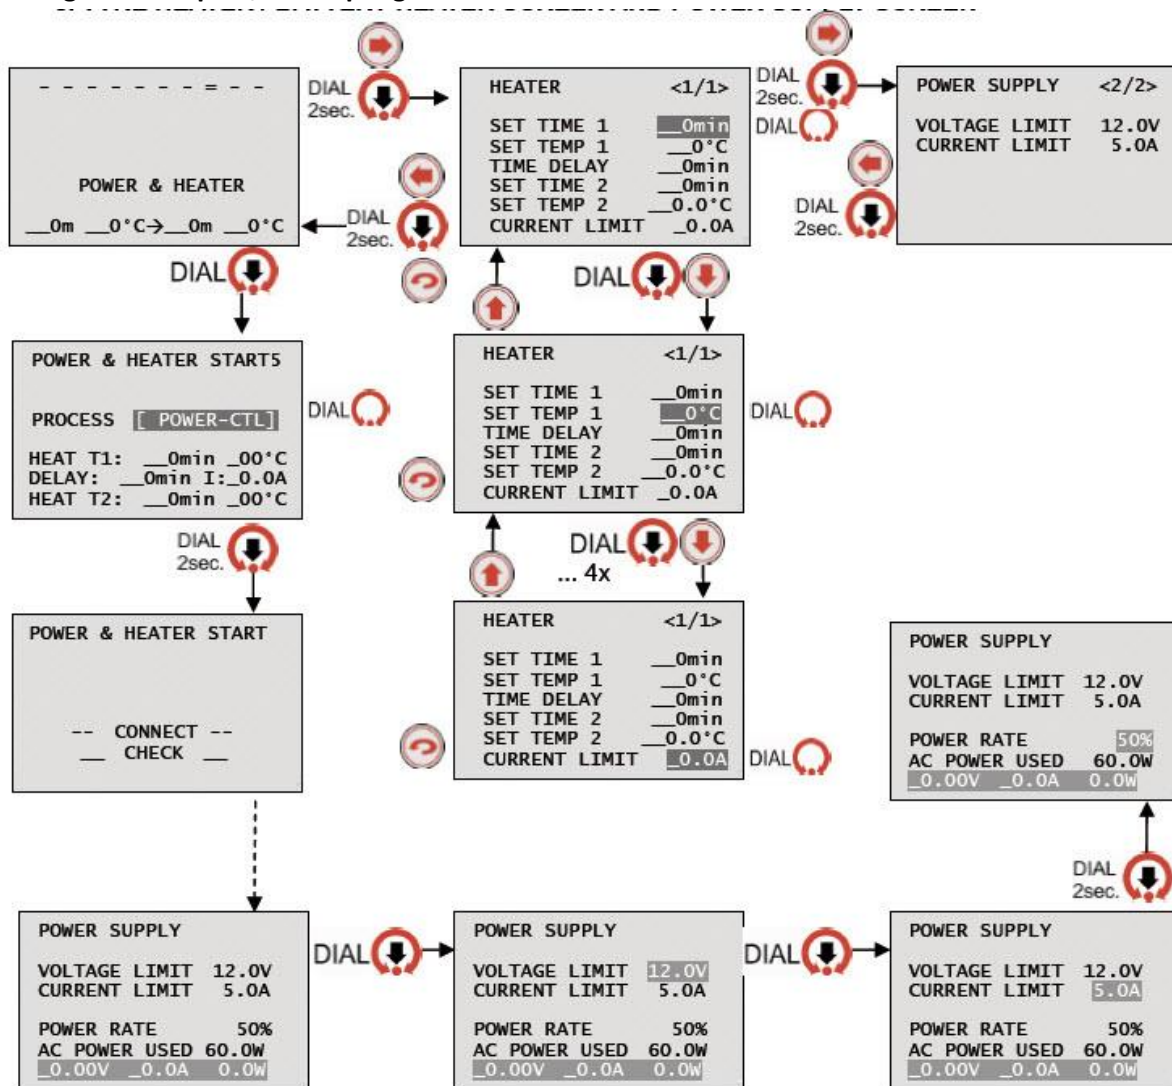 - - - - - - - = - -
POWER & HEATER
__0m __0°C→__0m __0°C
DIAL
2sec.
HEATER <1/1>
SET TIME 1 __0min
SET TEMP 1 __0°C
TIME DELAY __0min
SET TIME 2 __0min
SET TEMP 2 __0.0°C
CURRENT LIMIT _0.0A
DIAL
2sec.
DIAL
POWER SUPPLY <2/2>
VOLTAGE LIMIT 12.0V
CURRENT LIMIT 5.0A
DIAL
2sec.
DIAL
2sec.
DIAL
DIAL
POWER & HEATER START5
PROCESS [ POWER-CTL]
HEAT T1: __0min _00°C
DELAY: __0min I:_0.0A
HEAT T2: __0min _00°C
DIAL
HEATER <1/1>
SET TIME 1 __0min
SET TEMP 1 __0°C
TIME DELAY __0min
SET TIME 2 __0min
SET TEMP 2 __0.0°C
CURRENT LIMIT _0.0A
DIAL
DIAL
2sec.
DIAL
... 4x
POWER & HEATER START
-- CONNECT --
__ CHECK __
HEATER <1/1>
SET TIME 1 __0min
SET TEMP 1 __0°C
TIME DELAY __0min
SET TIME 2 __0min
SET TEMP 2 __0.0°C
CURRENT LIMIT _0.0A
DIAL
POWER SUPPLY
VOLTAGE LIMIT 12.0V
CURRENT LIMIT 5.0A
POWER RATE 50%
AC POWER USED 60.0W
_0.00V _0.0A 0.0W
DIAL
2sec.
POWER SUPPLY
VOLTAGE LIMIT 12.0V
CURRENT LIMIT 5.0A
POWER RATE 50%
AC POWER USED 60.0W
_0.00V _0.0A 0.0W
DIAL
POWER SUPPLY
VOLTAGE LIMIT 12.0V
CURRENT LIMIT 5.0A
POWER RATE 50%
AC POWER USED 60.0W
_0.00V _0.0A 0.0W
DIAL
POWER SUPPLY
VOLTAGE LIMIT 12.0V
CURRENT LIMIT 5.0A
POWER RATE 50%
AC POWER USED 60.0W
_0.00V _0.0A 0.0W